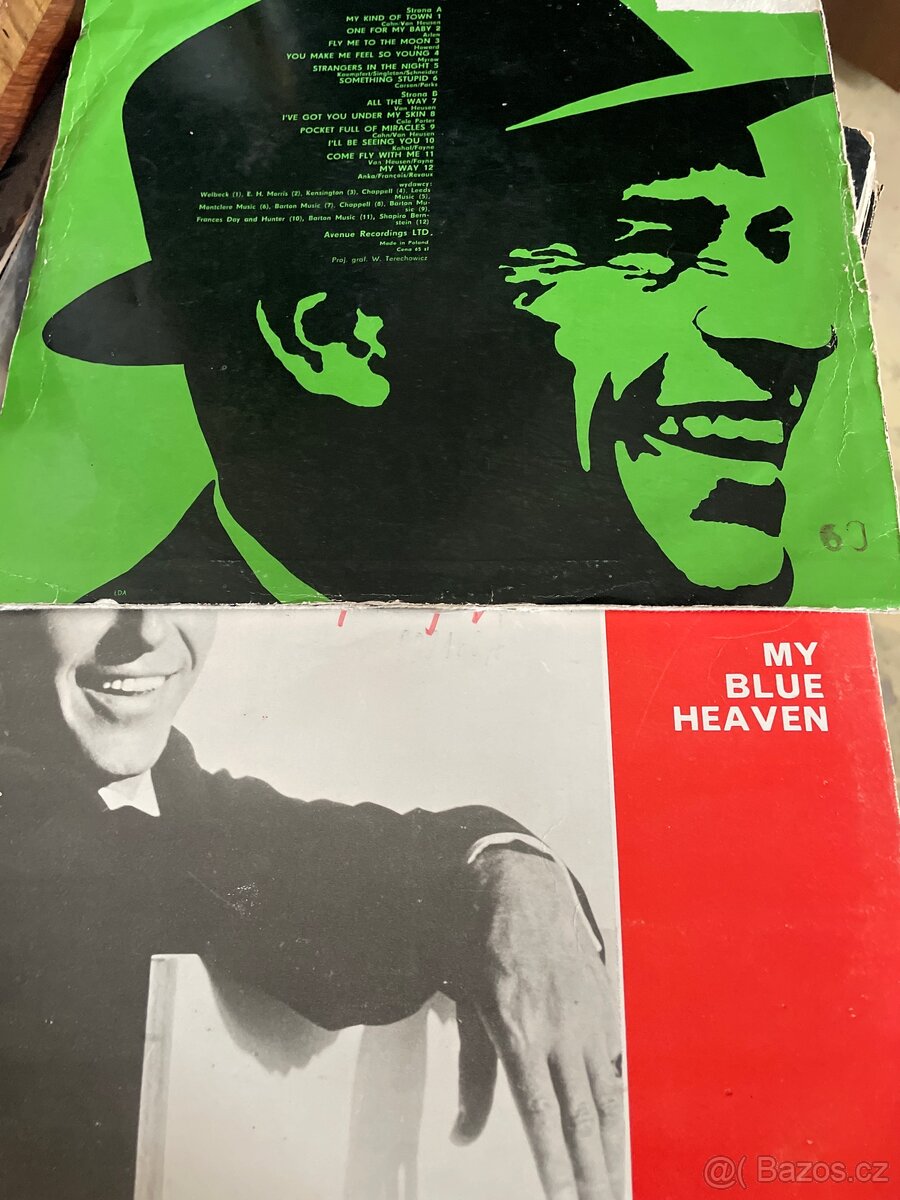 Strona A
MY KIND OF TOWN 1
Cahn-Van Heusen
ONE FOR MY BABY 2
Arlen
FLY ME TO THE MOON 3
Howard
YOU MAKE ME FEEL SO YOUNG 4
Myrow
STRANGERS IN THE NIGHT 5
Kaempfert/Singleton/Schneider
SOMETHING STUPID 6
Carson/Parks
Strona B
ALL THE WAY 7
Van Heusen
I'VE GOT YOU UNDER MY SKIN 8
Cole Porter
POCKET FULL OF MIRACLES 9
Cahn/Van Heusen
I'LL BE SEEING YOU 10
Kahal/Fayne
COME FLY WITH ME 11
Van Heusen/Fayne
MY WAY 12
Anka/François/Revaux
wydawcy:
Welbeck (1), E. H. Morris (2), Kensington (3), Chappell (4), Leeds
Music (5),
Montclere Music (6), Barton Music (7), Chappell (8), Barton Mu-
sic (9),
Frances Day and Hunter (10), Barton Music (11), Shapiro Bern-
stein (12)
Avenue Recordings LTD.
Made in Poland
Cena 65 zł
Proj. graf. W. Terechowicz
LDA
MY
BLUE
HEAVEN
@( Bazos.cz